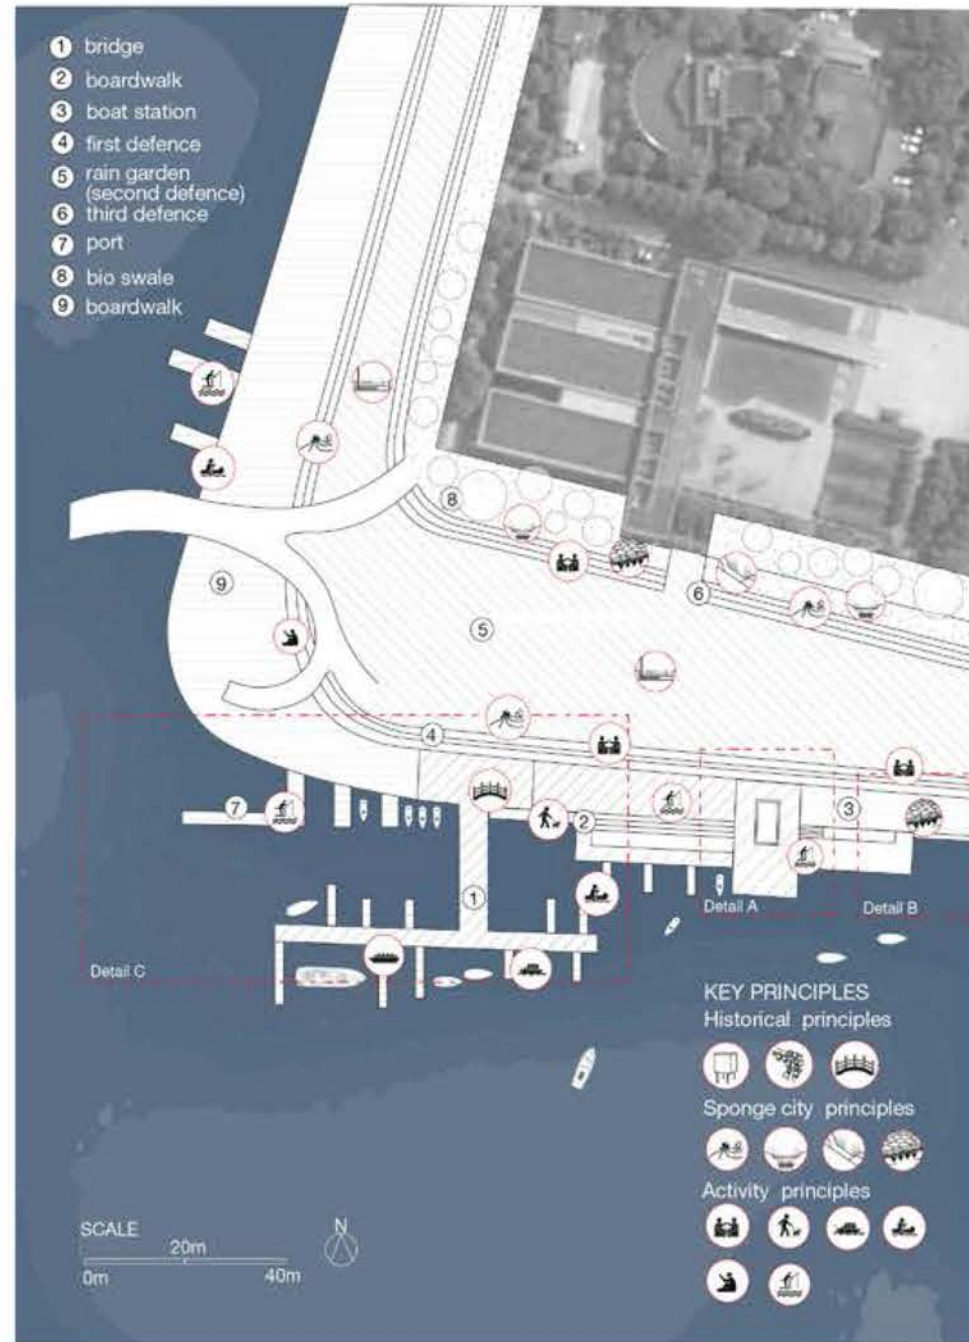 ① bridge
② boardwalk
③ boat station
④ first defence
⑤ rain garden
(second defence)
⑥ third defence
⑦ port
⑧ bio swale
⑨ boardwalk
8
6
9
5
4
7
3
2
1
Detail A
Detail B
Detail C
KEY PRINCIPLES
Historical principles
Sponge city principles
Activity principles
SCALE
20m
0m
40m
N